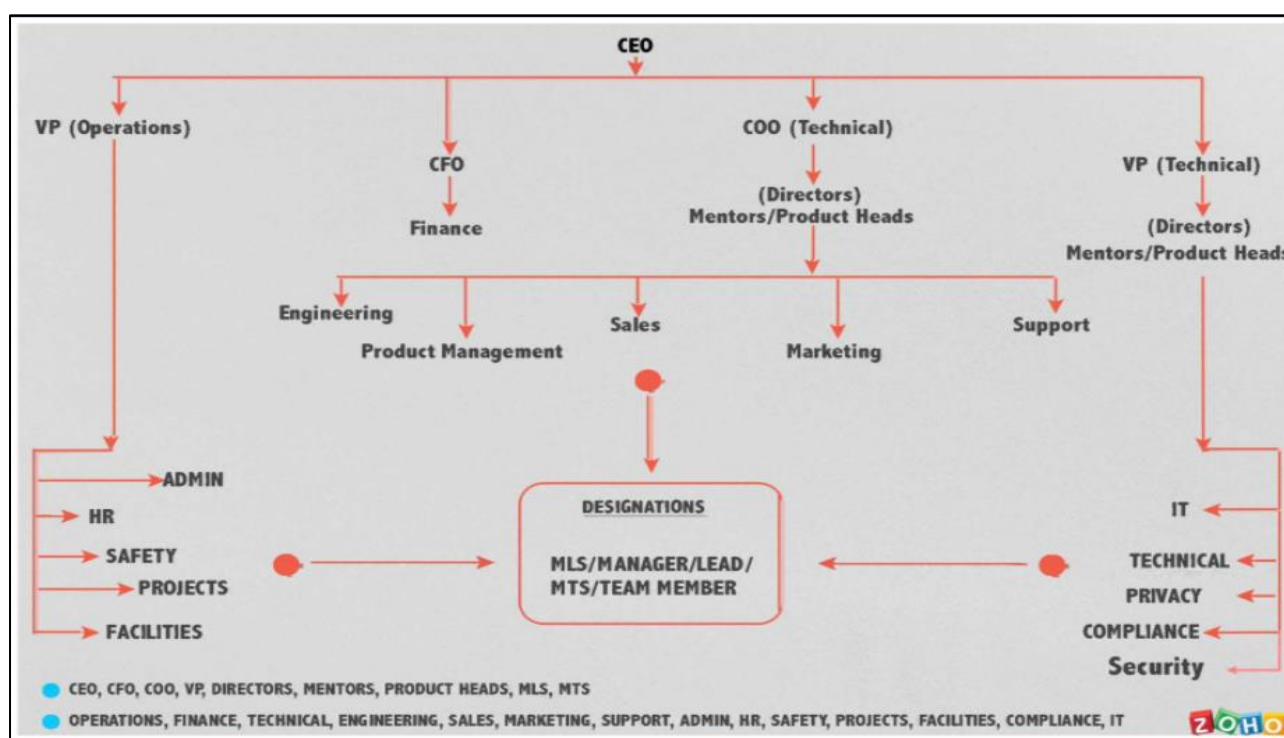 CEO
VP (Operations)
CFO
Finance
COO (Technical)
(Directors)
Mentors/Product Heads
VP (Technical)
(Directors)
Mentors/Product Heads
Engineering
Product Management
Sales
Marketing
Support
ADMIN
HR
SAFETY
PROJECTS
FACILITIES
DESIGNATIONS
MLS/MANAGER/LEAD/
MTS/TEAM MEMBER
IT
TECHNICAL
PRIVACY
COMPLIANCE
Security
CEO, CFO, COO, VP, DIRECTORS, MENTORS, PRODUCT HEADS, MLS, MTS
OPERATIONS, FINANCE, TECHNICAL, ENGINEERING, SALES, MARKETING, SUPPORT, ADMIN, HR, SAFETY, PROJECTS, FACILITIES, COMPLIANCE, IT
ZOHO